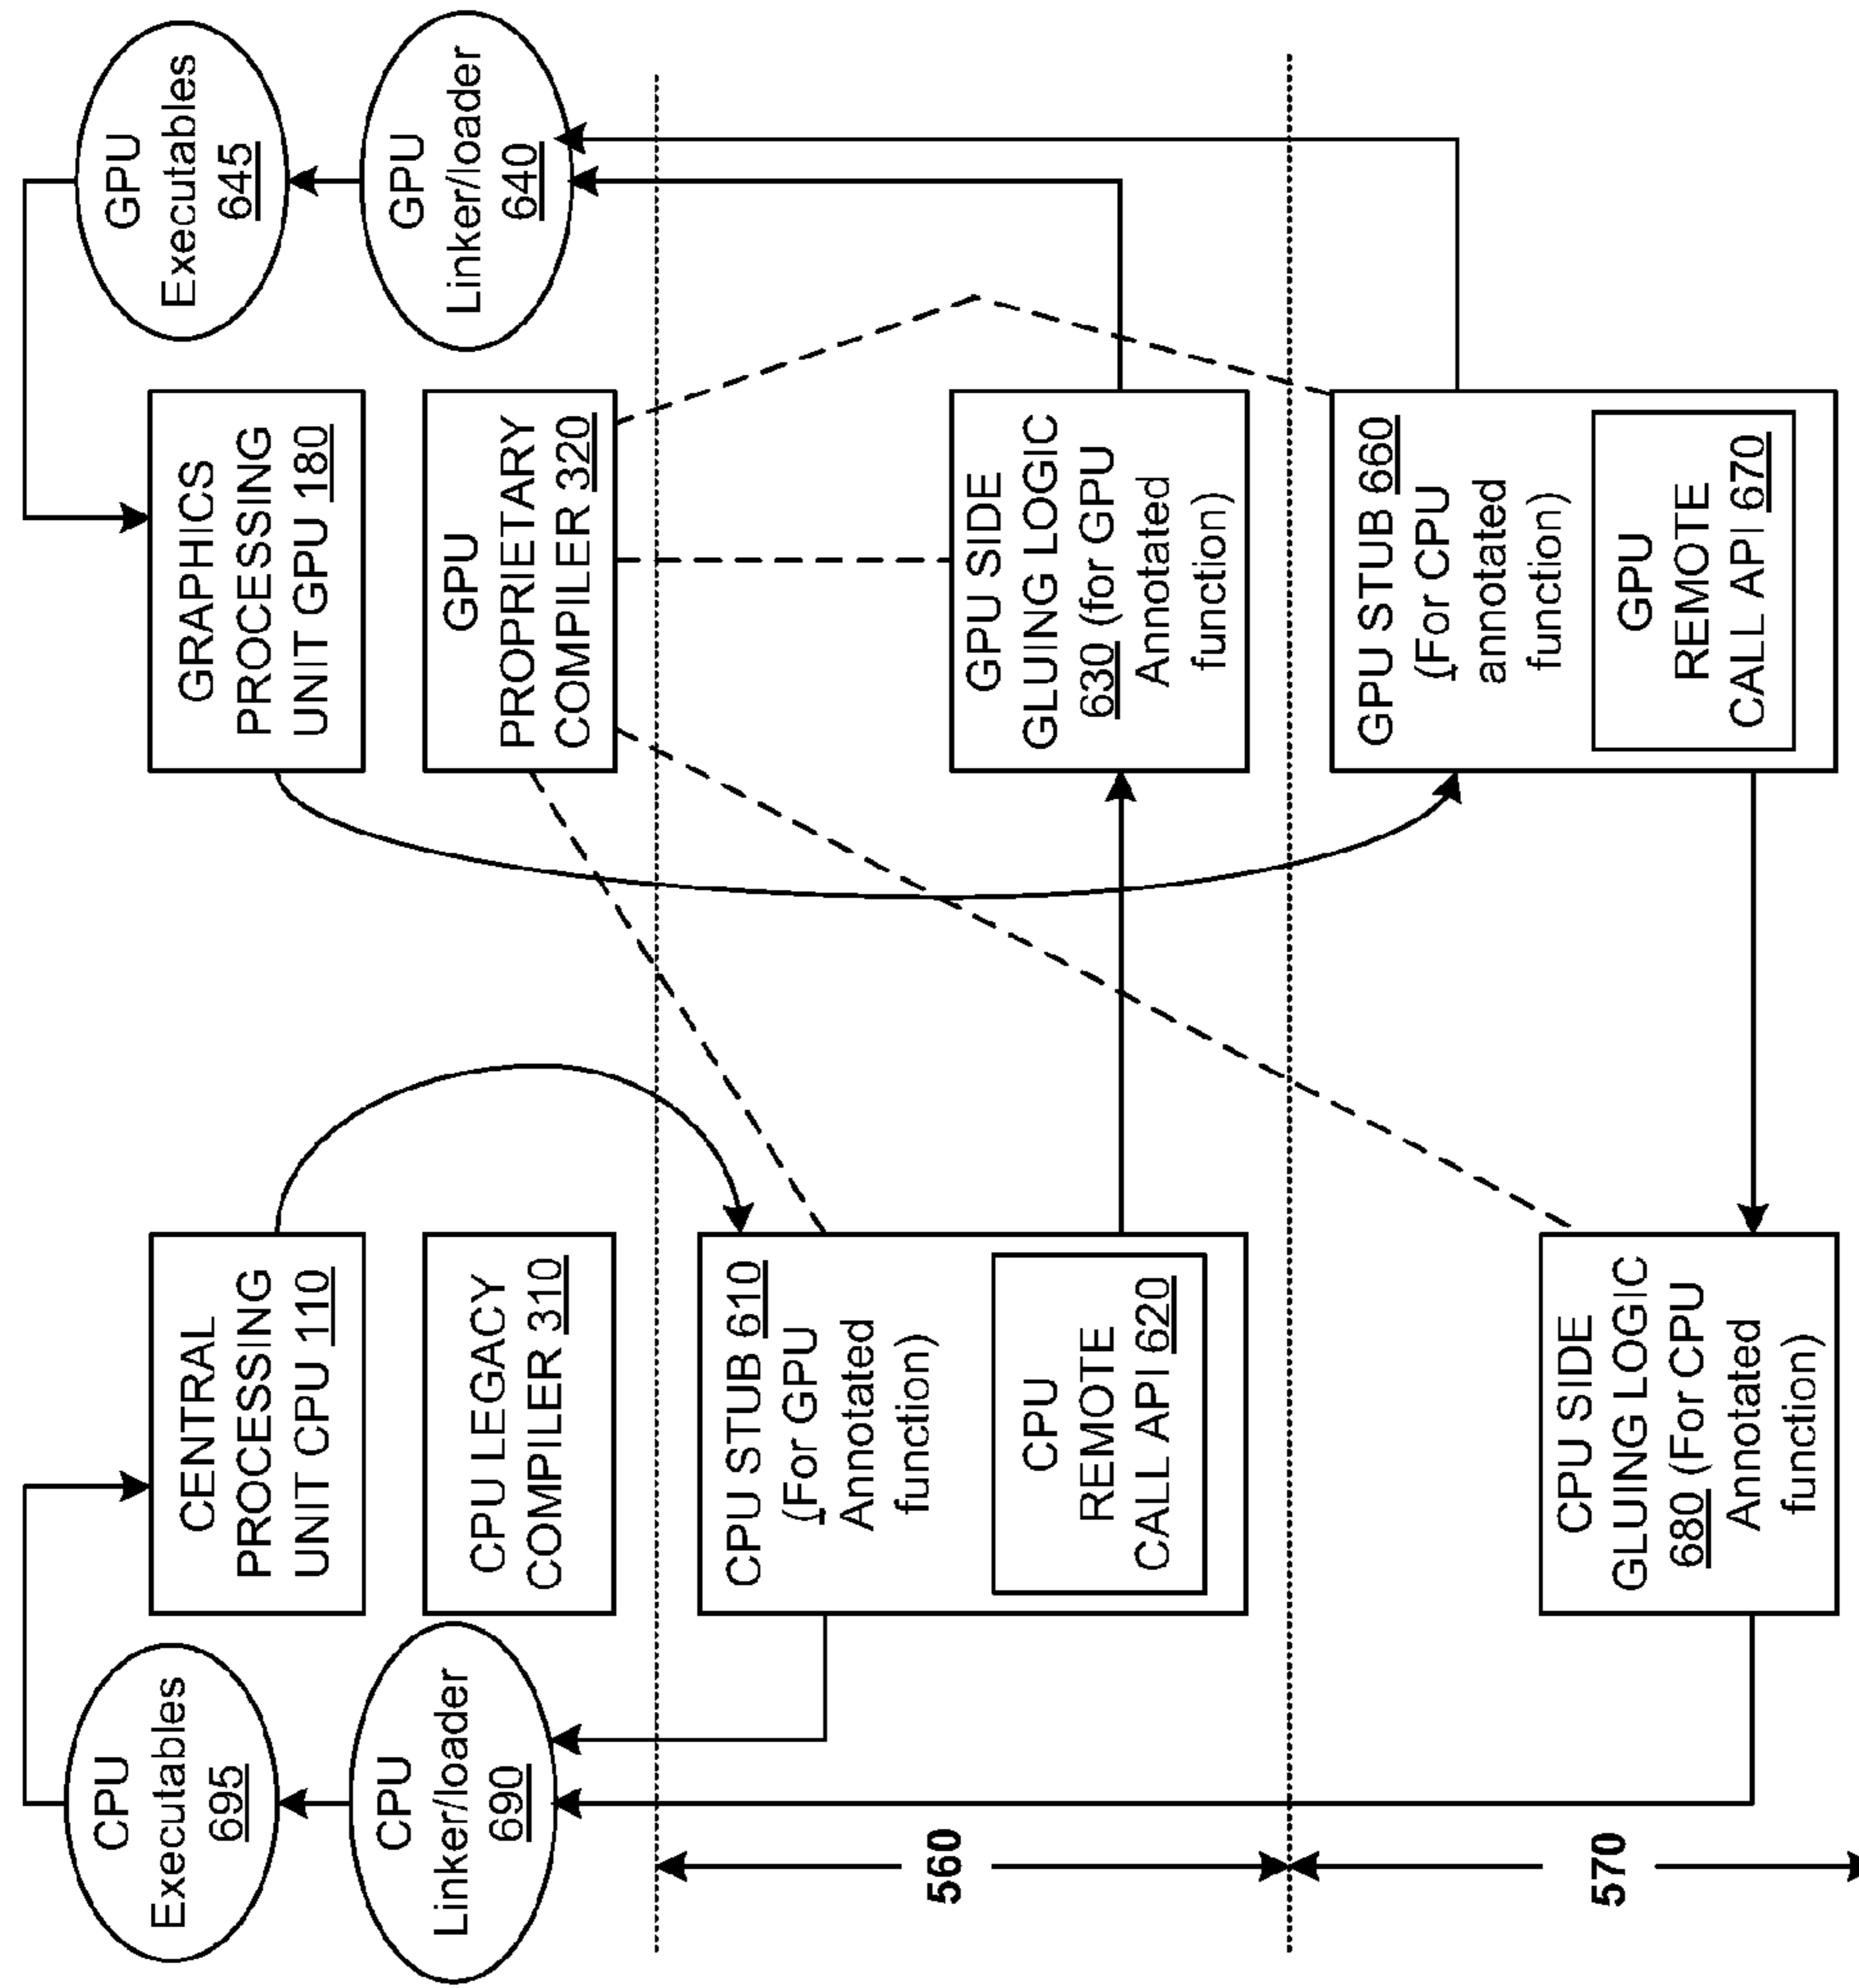 CPU
Executables
695
CPU
Linker/loader
690
CENTRAL
PROCESSING
UNIT CPU 110
CPU LEGACY
COMPILER 310
GRAPHICS
PROCESSING
UNIT GPU 180
GPU
PROPRIETARY
COMPILER 320
GPU
Executables
645
GPU
Linker/loader
640
560
CPU STUB 610
(For GPU
Annotated
function)
CPU
REMOTE
CALL API 620
GPU SIDE
GLUING LOGIC
630 (for GPU
Annotated
function)
570
CPU SIDE
GLUING LOGIC
680 (For CPU
Annotated
function)
GPU STUB 660
(For CPU
annotated
function)
GPU
REMOTE
CALL API 670